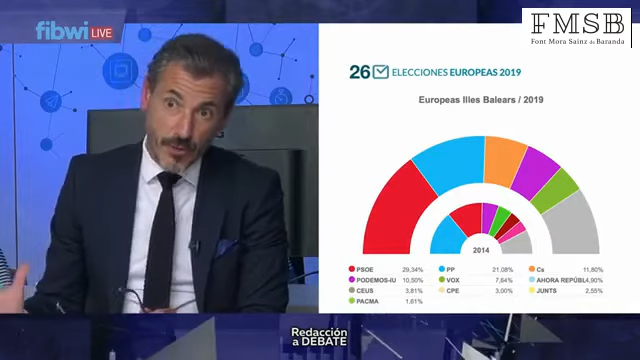 fibwi LIVE
FMSB
Font Mora Sainz de Baranda
26 ELECCIONES EUROPEAS 2019
Europeas Illes Balears / 2019
2014
PSOE 29,34% PP 21,08% Cs 11,80%
PODEMOS-IU 10,50% VOX 7,64% AHORA REPÚBL 4,90%
CEUS 3,81% CPE 3,00% JUNTS 2,55%
PACMA 1,61%
Redacción
a DEBATE